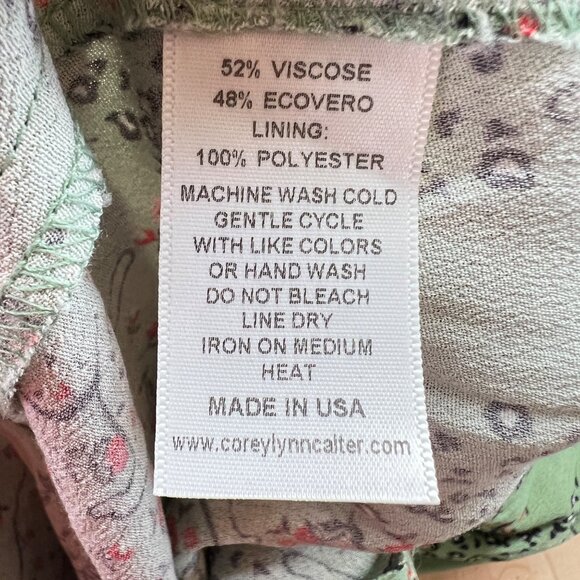 52% VISCOSE
48% ECOVERO
LINING:
100% POLYESTER
MACHINE WASH COLD
GENTLE CYCLE
WITH LIKE COLORS
OR HAND WASH
DO NOT BLEACH
LINE DRY
IRON ON MEDIUM
HEAT
MADE IN USA
www.coreylynncalter.com